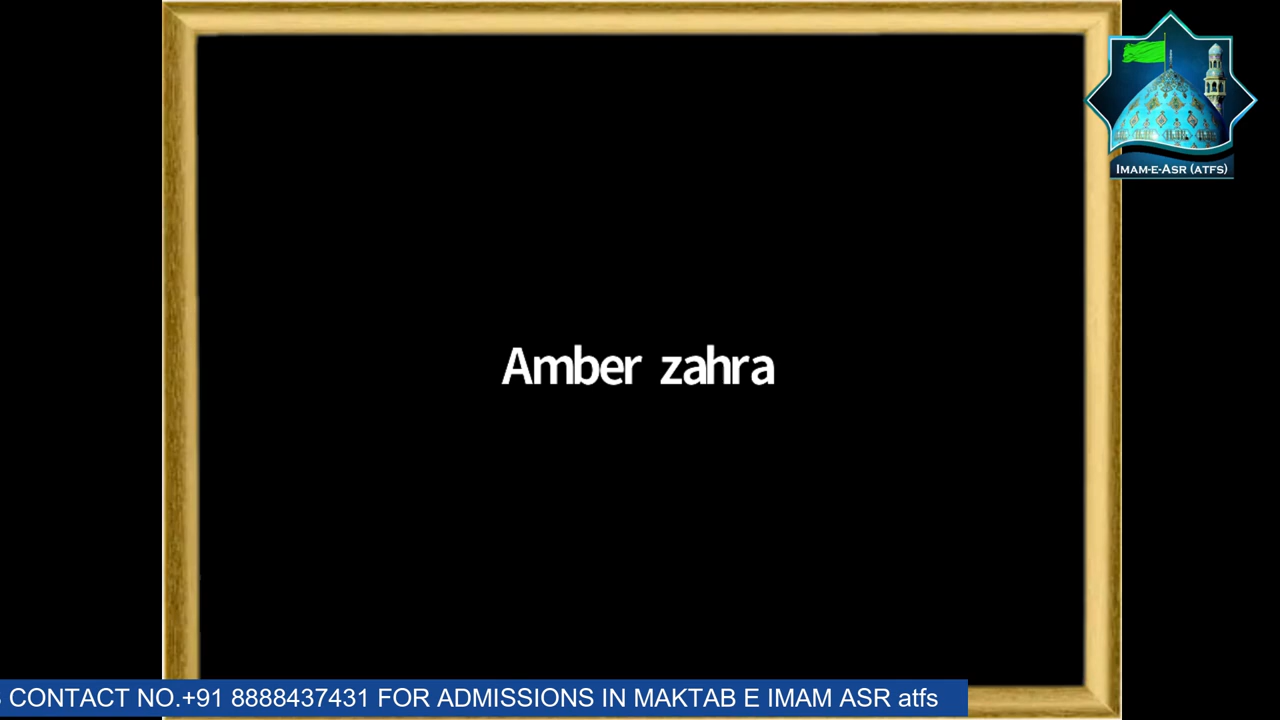 IMAM-E-ASR (ATFS)
Amber zahra
CONTACT NO.+91 8888437431 FOR ADMISSIONS IN MAKTAB E IMAM ASR atfs